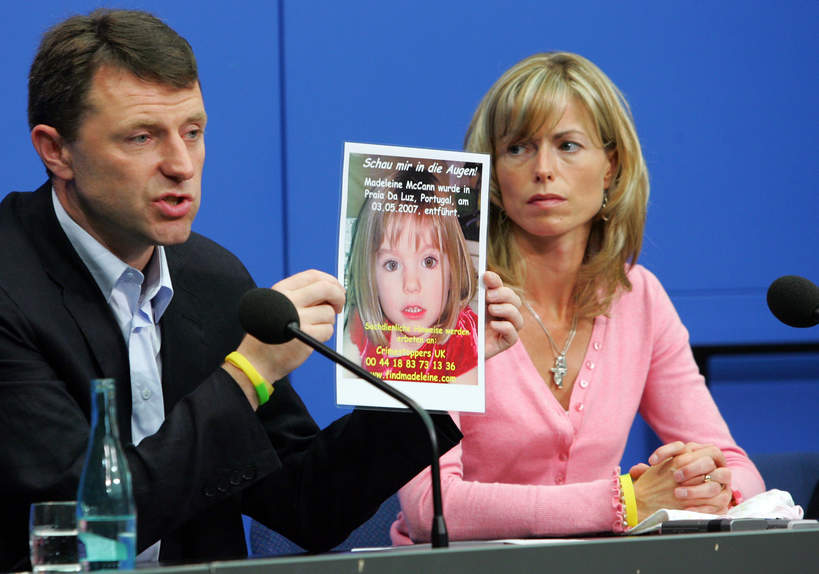 Schau mir in die Augen!
Madeleine McCann wurde in
Praia Da Luz, Portugal, am
03.05.2007, entführt.
Sachdienliche Hinweise werden
erbeten an:
Crimestoppers UK
00 44 18 83 73 13 36
www.findmadeleine.com